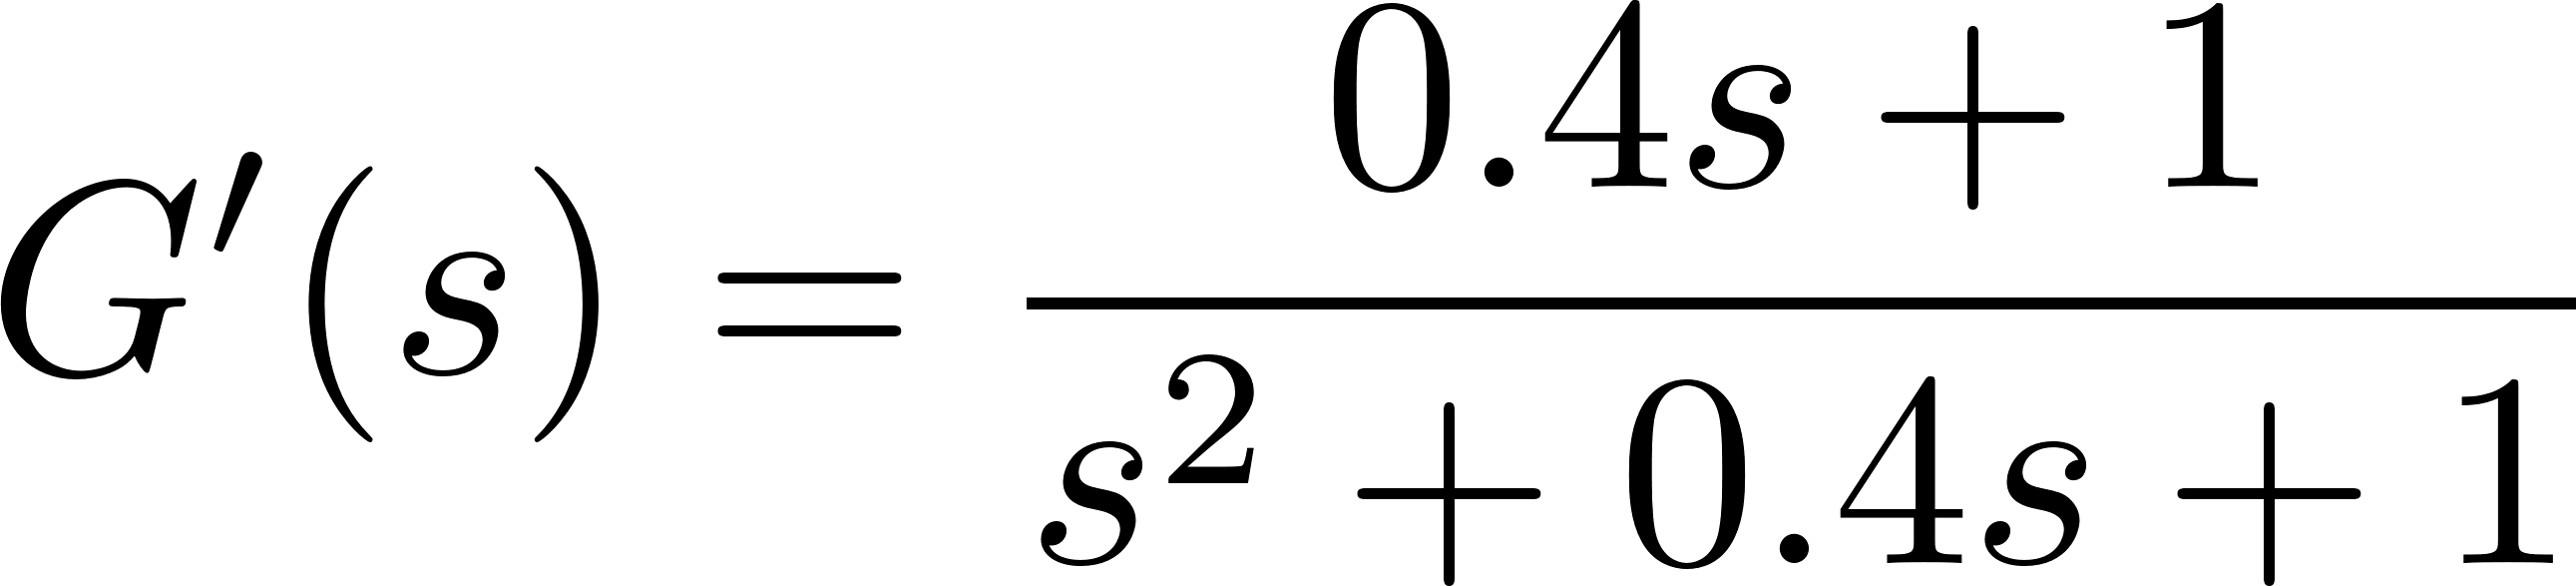 G′(s) = \frac{0.4s + 1}{s^2 + 0.4s + 1}